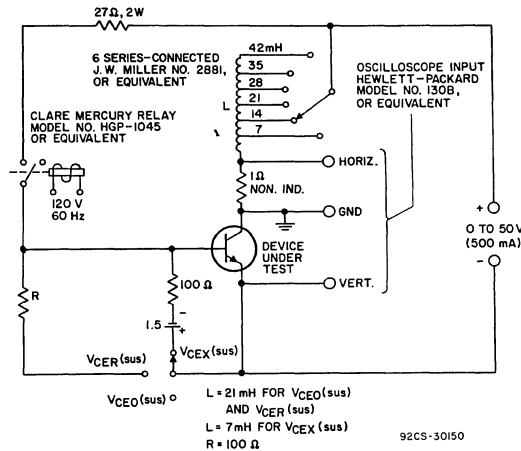 27Ω, 2W
6 SERIES-CONNECTED
J. W. MILLER NO. 2881,
OR EQUIVALENT
42mH
35
28
21
L
14
7
OSCILLOSCOPE INPUT
HEWLETT-PACKARD
MODEL NO. 130B,
OR EQUIVALENT
CLARE MERCURY RELAY
MODEL NO. HGP-1045
OR EQUIVALENT
120 V
60 Hz
HORIZ.
1Ω
NON. IND.
GND
+
0 TO 50V
(500 mA)
-
DEVICE
UNDER
TEST
VERT.
R
100 Ω
-
1.5
+
VCER(sus)
VCEX(sus)
VCEO(sus)
L = 21 mH FOR VCEO(sus)
AND VCER(sus)
L = 7mH FOR VCEX(sus)
R = 100 Ω
92CS-30150